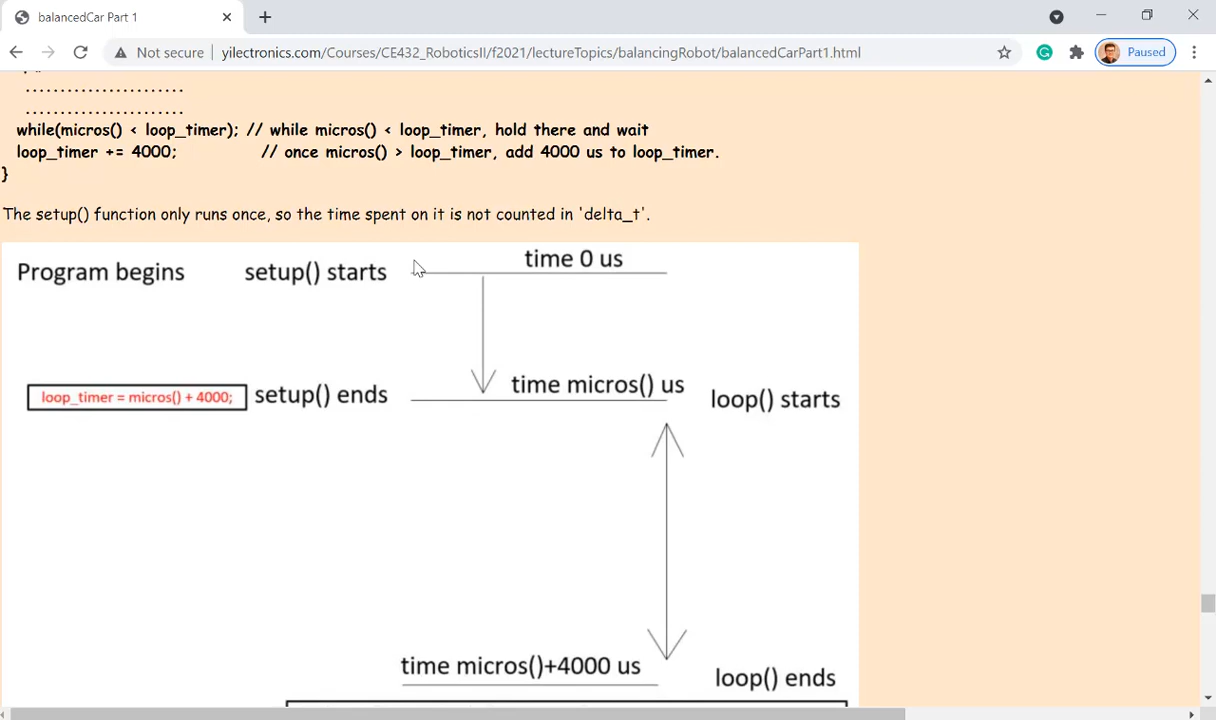 balancedCar Part 1
Not secure
yilectronics.com/Courses/CE432_RoboticsII/f2021/lectureTopics/balancingRobot/balancedCarPart1.html
Paused
........................
........................
while(micros() < loop_timer); // while micros() < loop_timer, hold there and wait
loop_timer += 4000; // once micros() > loop_timer, add 4000 us to loop_timer.
}
The setup() function only runs once, so the time spent on it is not counted in 'delta_t'.
Program begins setup() starts time 0 us
loop_timer = micros() + 4000; setup() ends time micros() us loop() starts
time micros()+4000 us loop() ends